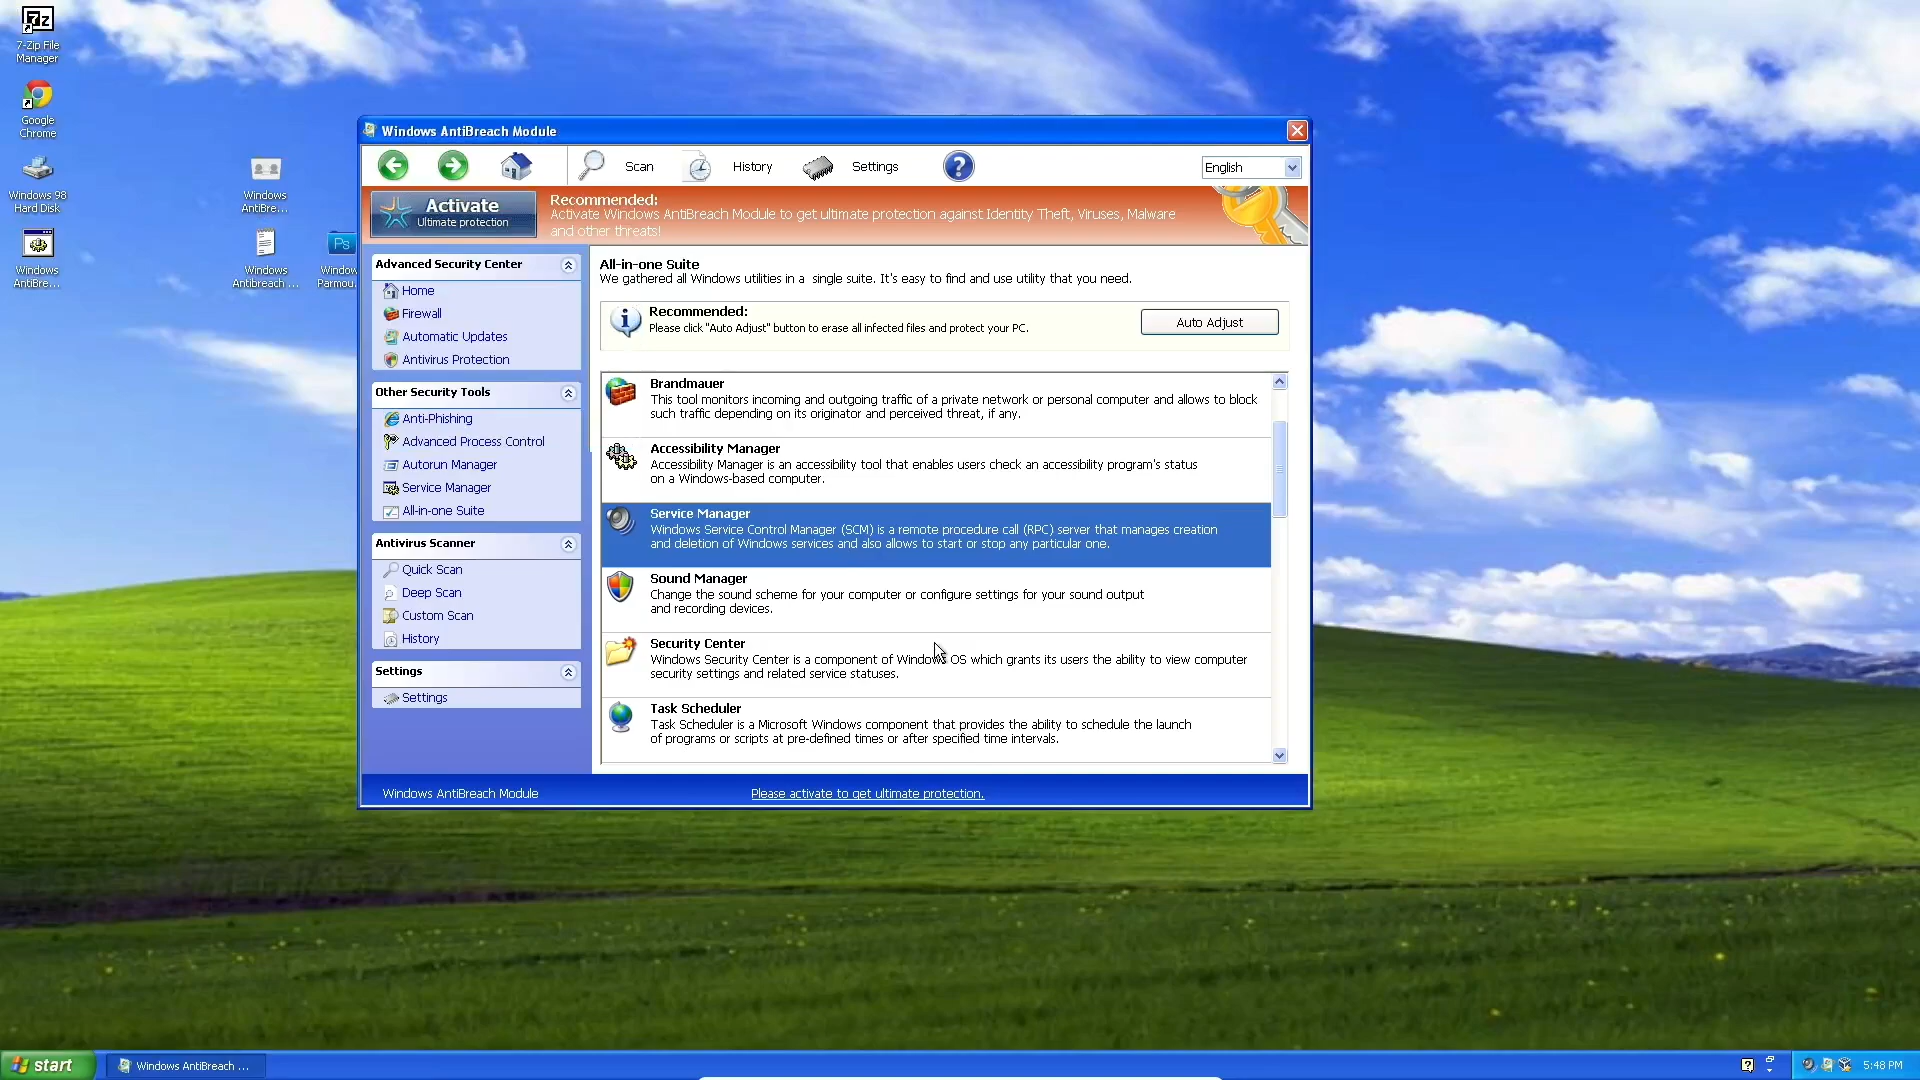 7-Zip File
Manager
Google
Chrome
Windows 98
Hard Disk
Windows
AntiBre...
Windows
AntiBre...
Windows
Antibreach ...
Ps
Window
Parmou.
Windows AntiBreach Module
Scan
History
Settings
?
English
Activate
Ultimate protection
Recommended:
Activate Windows AntiBreach Module to get ultimate protection against Identity Theft, Viruses, Malware
and other threats!
Advanced Security Center
Home
Firewall
Automatic Updates
Antivirus Protection
Other Security Tools
Anti-Phishing
Advanced Process Control
Autorun Manager
Service Manager
All-in-one Suite
Antivirus Scanner
Quick Scan
Deep Scan
Custom Scan
History
Settings
Settings
All-in-one Suite
We gathered all Windows utilities in a  single suite. It's easy to find and use utility that you need.
Recommended:
Please click "Auto Adjust" button to erase all infected files and protect your PC.
Auto Adjust
Brandmauer
This tool monitors incoming and outgoing traffic of a private network or personal computer and allows to block
such traffic depending on its originator and perceived threat, if any.
Accessibility Manager
Accessibility Manager is an accessibility tool that enables users check an accessibility program's status
on a Windows-based computer.
Service Manager
Windows Service Control Manager (SCM) is a remote procedure call (RPC) server that manages creation
and deletion of Windows services and also allows to start or stop any particular one.
Sound Manager
Change the sound scheme for your computer or configure settings for your sound output
and recording devices.
Security Center
Windows Security Center is a component of Windows OS which grants its users the ability to view computer
security settings and related service statuses.
Task Scheduler
Task Scheduler is a Microsoft Windows component that provides the ability to schedule the launch
of programs or scripts at pre-defined times or after specified time intervals.
Windows AntiBreach Module
Please activate to get ultimate protection.
start
Windows AntiBreach ...
?
5:48 PM